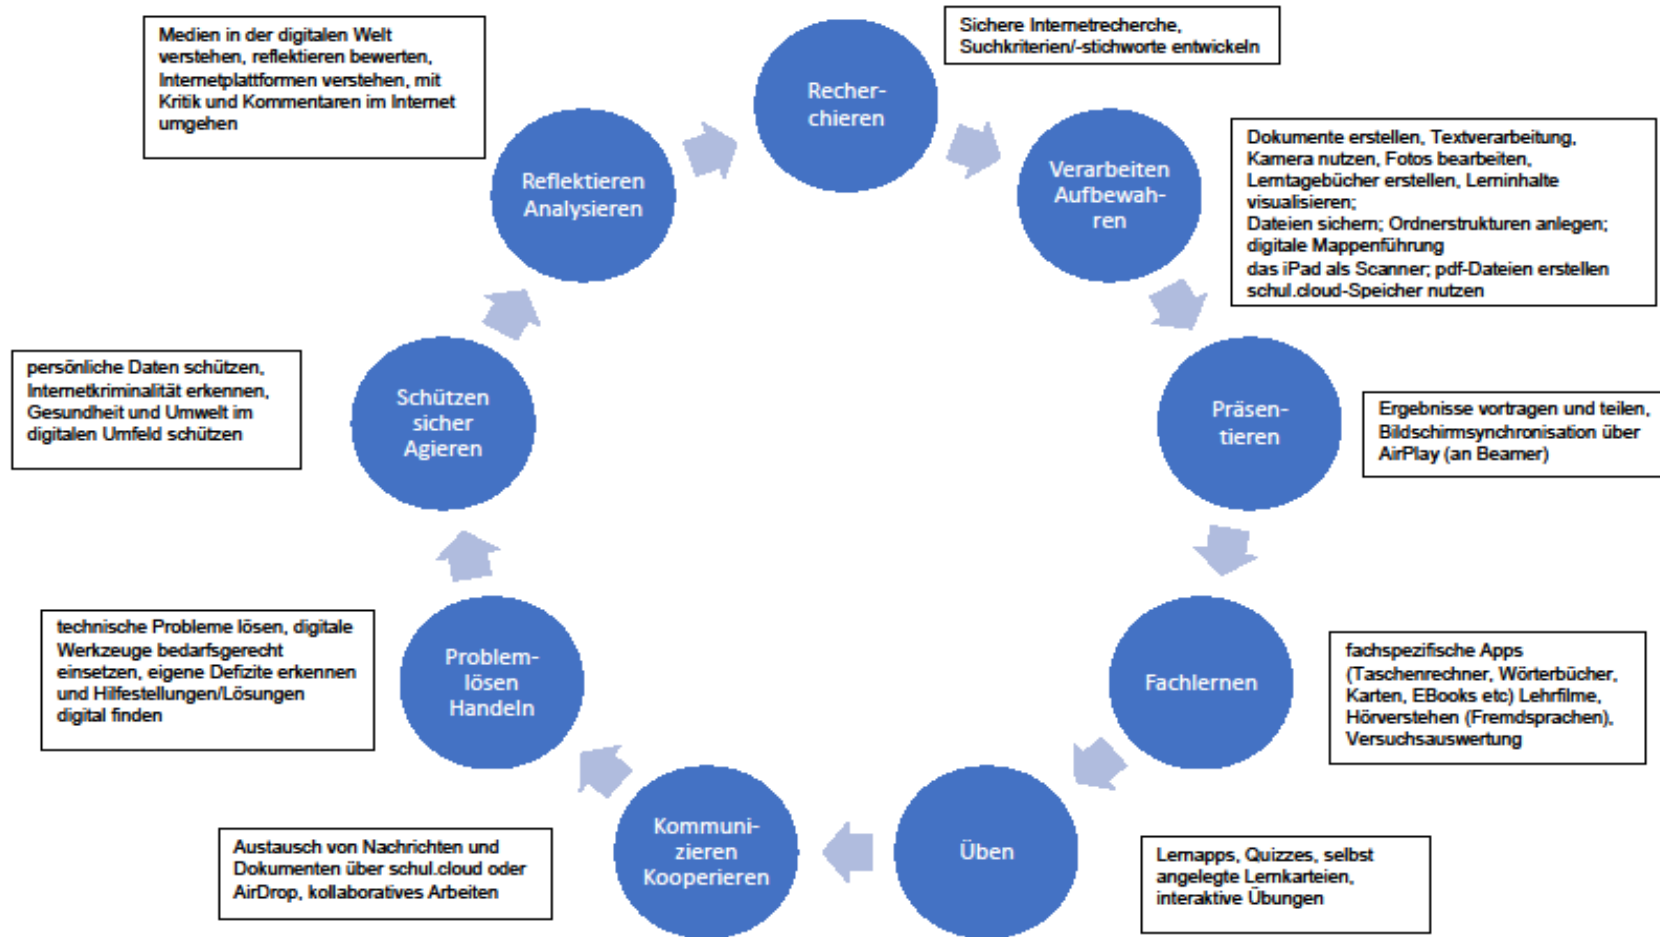 Recher-
chieren
Sichere Internetrecherche,
Suchkriterien/-stichworte entwickeln
Verarbeiten
Aufbewah-
ren
Dokumente erstellen, Textverarbeitung,
Kamera nutzen, Fotos bearbeiten,
Lerntagebücher erstellen, Lerninhalte
visualisieren;
Dateien sichern; Ordnerstrukturen anlegen;
digitale Mappenführung
das iPad als Scanner; pdf-Dateien erstellen
schul.cloud-Speicher nutzen
Präsen-
tieren
Ergebnisse vortragen und teilen,
Bildschirmsynchronisation über
AirPlay (an Beamer)
Fachlernen
fachspezifische Apps
(Taschenrechner, Wörterbücher,
Karten, EBooks etc) Lehrfilme,
Hörverstehen (Fremdsprachen),
Versuchsauswertung
Üben
Lernapps, Quizzes, selbst
angelegte Lernkarteien,
interaktive Übungen
Kommuni-
zieren
Kooperieren
Austausch von Nachrichten und
Dokumenten über schul.cloud oder
AirDrop, kollaboratives Arbeiten
Problem-
lösen
Handeln
technische Probleme lösen, digitale
Werkzeuge bedarfsgerecht
einsetzen, eigene Defizite erkennen
und Hilfestellungen/Lösungen
digital finden
Schützen
sicher
Agieren
persönliche Daten schützen,
Internetkriminalität erkennen,
Gesundheit und Umwelt im
digitalen Umfeld schützen
Reflektieren
Analysieren
Medien in der digitalen Welt
verstehen, reflektieren bewerten,
Internetplattformen verstehen, mit
Kritik und Kommentaren im Internet
umgehen